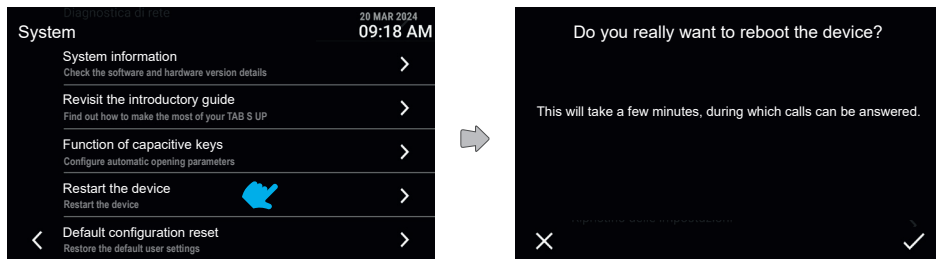 Diagnostica di rete
20 MAR 2024
System
09:18 AM
System information
Check the software and hardware version details
Revisit the introductory guide
Find out how to make the most of your TAB S UP
Function of capacitive keys
Configure automatic opening parameters
Restart the device
Restart the device
Default configuration reset
Restore the default user settings
Do you really want to reboot the device?
This will take a few minutes, during which calls can be answered.